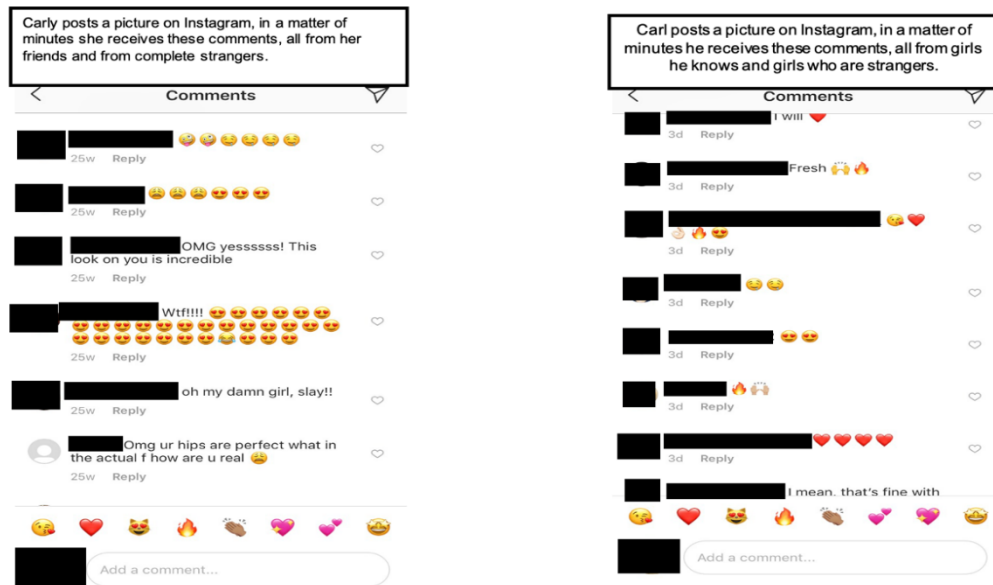 Carly posts a picture on Instagram, in a matter of
minutes she receives these comments, all from her
friends and from complete strangers.
Comments
🤪🤪😏😏😏😏
25w Reply
😩😩😩😍😍😍
25w Reply
OMG yessssss! This
look on you is incredible
25w Reply
Wtf!!!! 😍😍😍😍😍😍
😍😍😍😍😍😍😍😍😍😍😍😍😍
😍😍😍😍😍😍😍😂😍😍😍
25w Reply
oh my damn girl, slay!!
25w Reply
Omg ur hips are perfect what in
the actual f how are u real 😩
25w Reply
😘 ❤️ 😻 🔥 👏🏽 💖 💕 🤩
Add a comment...
Carl posts a picture on Instagram, in a matter of
minutes he receives these comments, all from girls
he knows and girls who are strangers.
Comments
I will ❤️
3d Reply
Fresh 🙌🏼🔥
3d Reply
😘❤️
👌🏻🔥😍
3d Reply
😏😏
3d Reply
😍😍
3d Reply
🔥🙌🏼
3d Reply
❤️❤️❤️❤️
3d Reply
I mean, that's fine with
😘 ❤️ 😻 🔥 👏🏽 💕 💖 🤩
Add a comment...